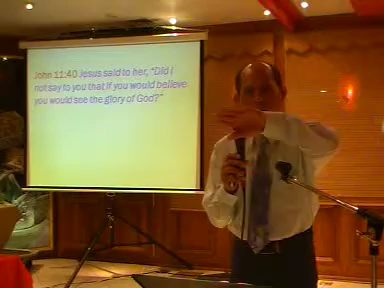 John 11:40 Jesus said to her, "Did I
not say to you that if you would believe
you would see the glory of God?"